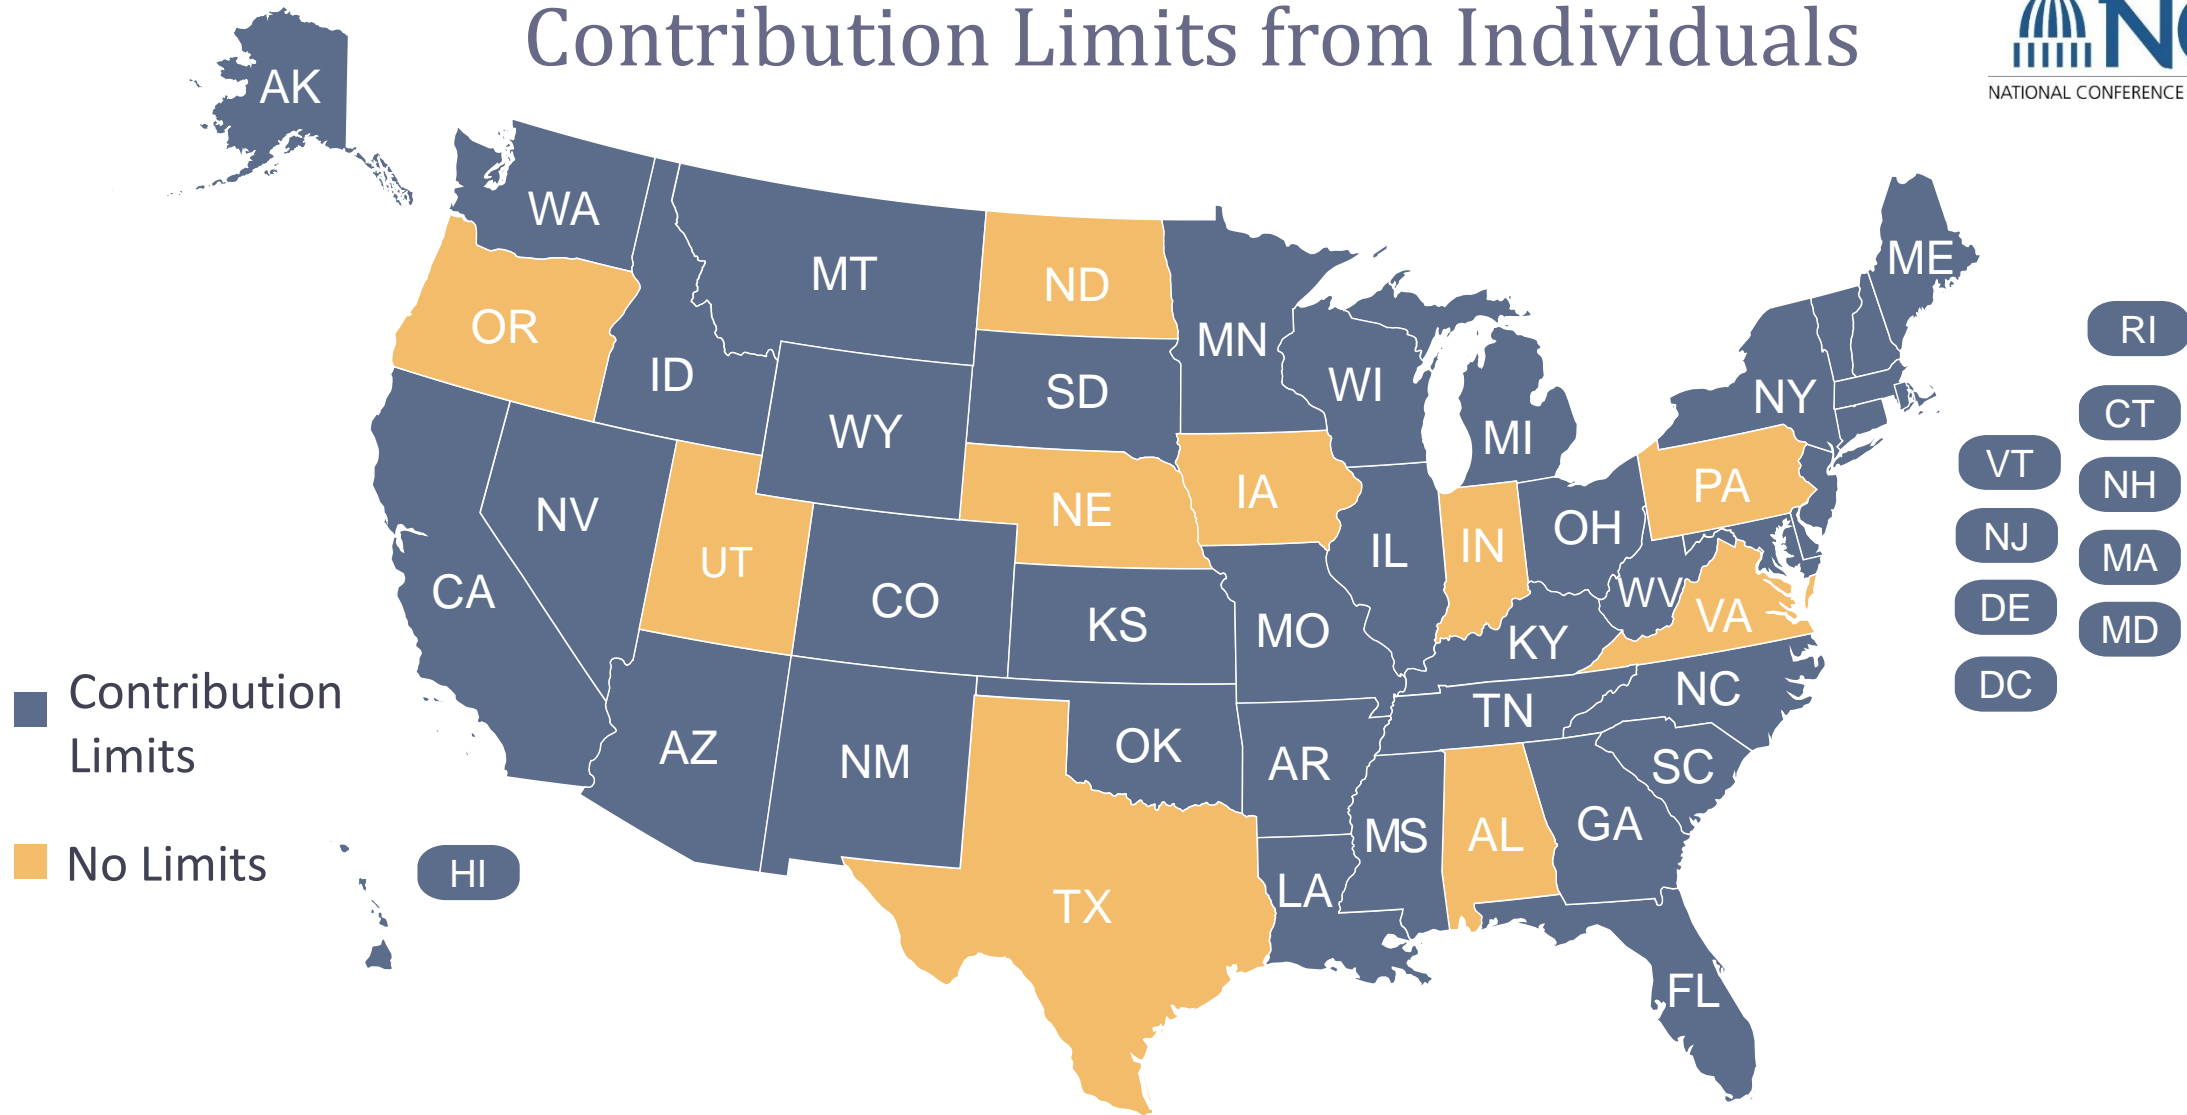 Contribution Limits from Individuals
NATIONAL CONFERENCE
AK
WA
MT
ND
ME
OR
MN
RI
ID
SD
WI
NY
WY
MI
CT
VT
NH
NV
NE
IA
PA
UT
IL
IN
OH
NJ
MA
CA
CO
KS
MO
KY
WV
VA
DE
MD
Contribution
Limits
AZ
NM
OK
AR
TN
NC
DC
SC
No Limits
HI
TX
LA
MS
AL
GA
FL